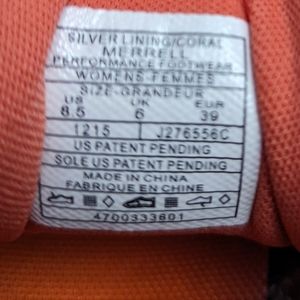 SILVER LINING/CORAL
MERRELL
PERFORMANCE FOOTWEAR
WOMENS-FEMMES
SIZE-GRANDEUR
US UK EUR
8.5 6 39
1215 J276556C
US PATENT PENDING
SOLE US PATENT PENDING
MADE IN CHINA
FABRIQUE EN CHINE
4700333601